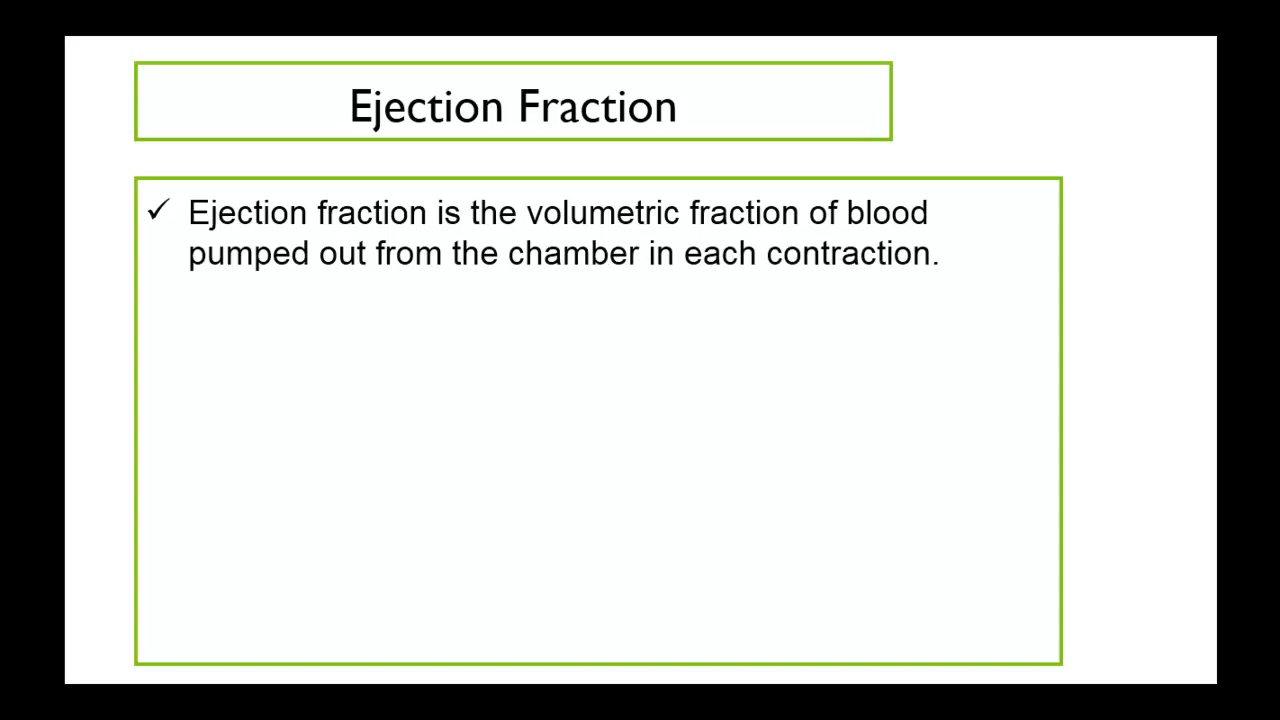 Ejection Fraction
✓ Ejection fraction is the volumetric fraction of blood
pumped out from the chamber in each contraction.